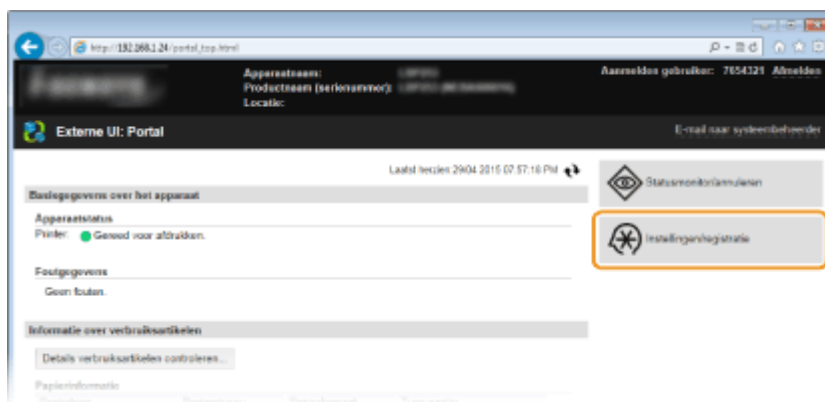 http://192.168.1.24/portal_top.html
Apparaatnaam:
Productnaam (serienummer):
Locatie:
Aanmelden gebruiker: 7654321 Afmelden
Externe UI: Portal
E-mail naar systeembeheerder
Laatst herzien: 29/04 2015 07:57:18 PM
Basisgegevens over het apparaat
Apparaatstatus
Printer: Gereed voor afdrukken.
Foutgegevens
Geen fouten.
Informatie over verbruiksartikelen
Details verbruiksartikelen controleren...
Papierinformatie
Statusmonitor/annuleren
Instellingen/registratie